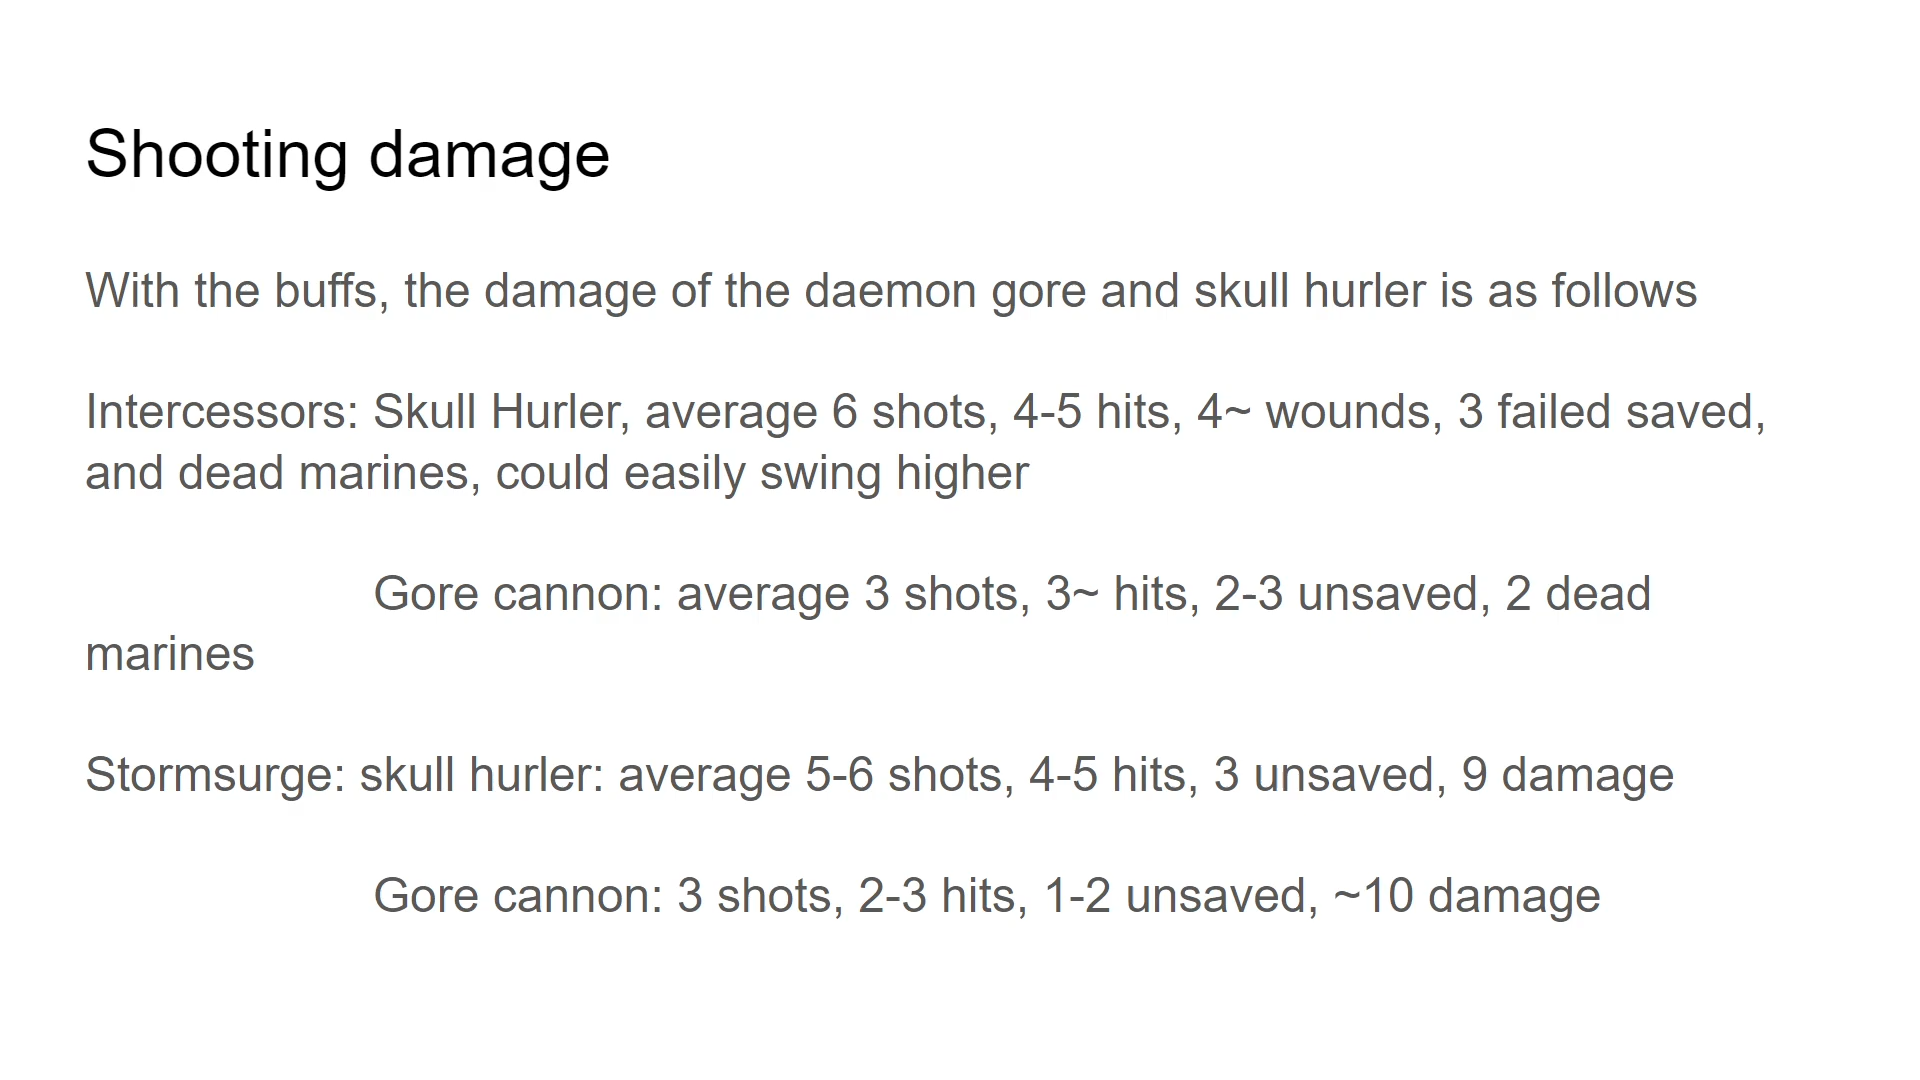 Shooting damage
With the buffs, the damage of the daemon gore and skull hurler is as follows
Intercessors: Skull Hurler, average 6 shots, 4-5 hits, 4~ wounds, 3 failed saved,
and dead marines, could easily swing higher
Gore cannon: average 3 shots, 3~ hits, 2-3 unsaved, 2 dead
marines
Stormsurge: skull hurler: average 5-6 shots, 4-5 hits, 3 unsaved, 9 damage
Gore cannon: 3 shots, 2-3 hits, 1-2 unsaved, ~10 damage